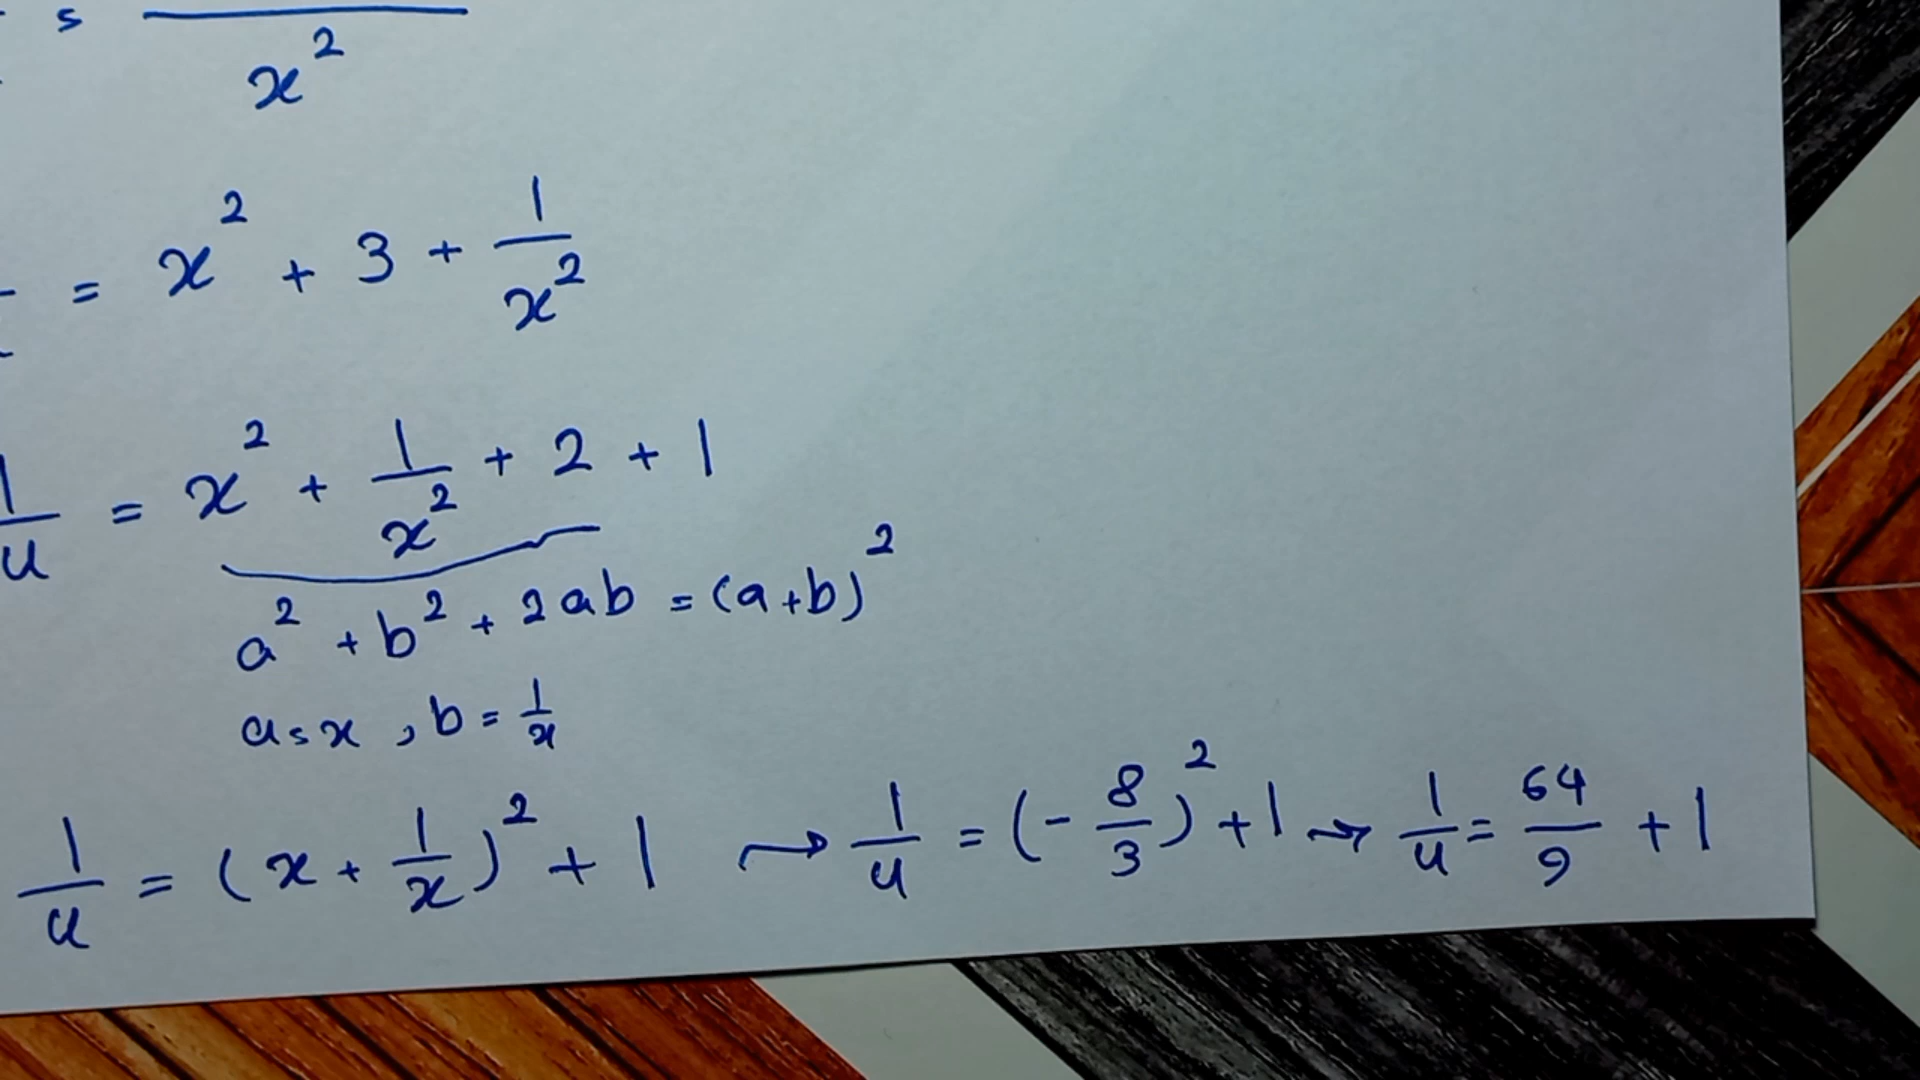 = ―
x²
= x² + 3 + 1/x²
1/u = x² + 1/x² + 2 + 1
a² + b² + 2ab = (a+b)²
a = x , b = 1/x
1/u = (x + 1/x)² + 1 → 1/u = (- 8/3)² + 1 → 1/u = 64/9 + 1